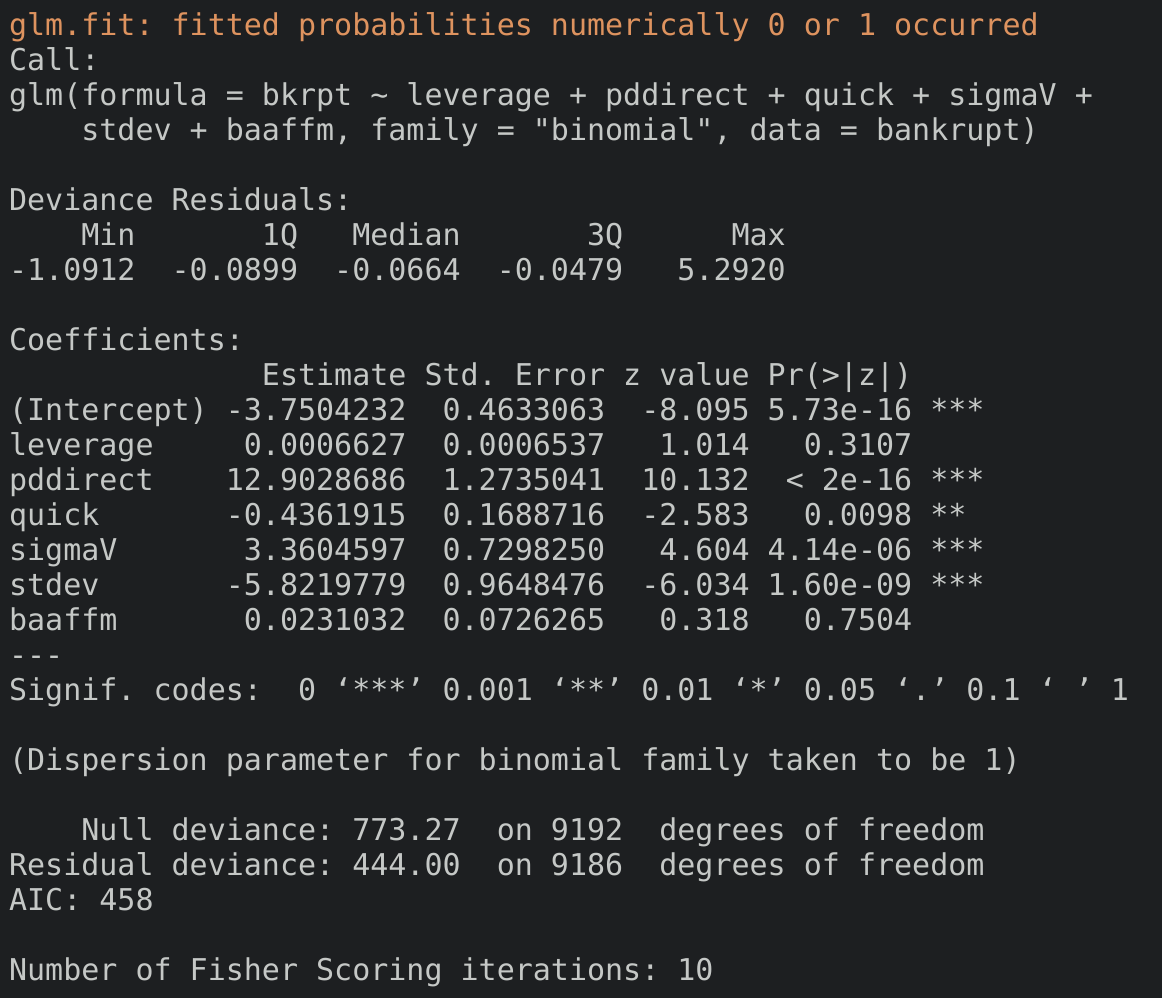 glm.fit: fitted probabilities numerically 0 or 1 occurred
Call:
glm(formula = bkrpt ~ leverage + pddirect + quick + sigmaV +
    stdev + baaffm, family = "binomial", data = bankrupt)

Deviance Residuals:
    Min       1Q   Median       3Q      Max
-1.0912  -0.0899  -0.0664  -0.0479   5.2920

Coefficients:
              Estimate Std. Error z value Pr(>|z|)
(Intercept) -3.7504232  0.4633063  -8.095 5.73e-16 ***
leverage     0.0006627  0.0006537   1.014   0.3107
pddirect    12.9028686  1.2735041  10.132  < 2e-16 ***
quick       -0.4361915  0.1688716  -2.583   0.0098 **
sigmaV       3.3604597  0.7298250   4.604 4.14e-06 ***
stdev       -5.8219779  0.9648476  -6.034 1.60e-09 ***
baaffm       0.0231032  0.0726265   0.318   0.7504
---
Signif. codes:  0 ‘***’ 0.001 ‘**’ 0.01 ‘*’ 0.05 ‘.’ 0.1 ‘ ’ 1

(Dispersion parameter for binomial family taken to be 1)

    Null deviance: 773.27  on 9192  degrees of freedom
Residual deviance: 444.00  on 9186  degrees of freedom
AIC: 458

Number of Fisher Scoring iterations: 10